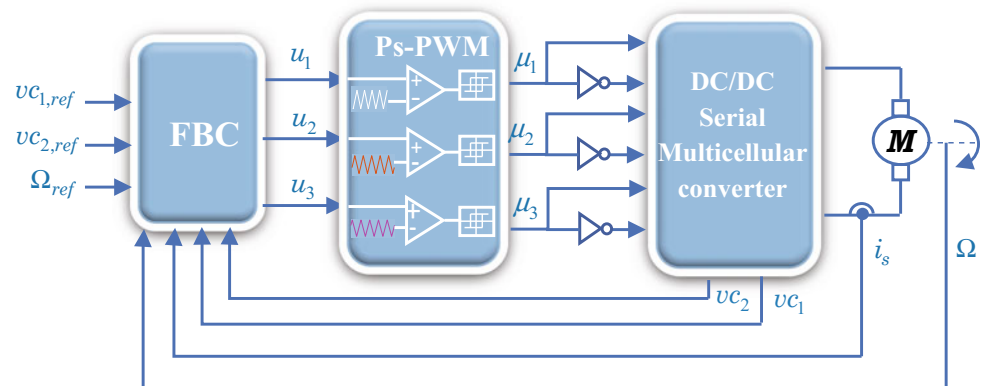 vc1,ref
vc2,ref
Ωref
FBC
u1
u2
u3
Ps-PWM
+
−
+
−
+
−
μ1
μ2
μ3
DC/DC
Serial
Multicellular
converter
M
is
Ω
vc2
vc1